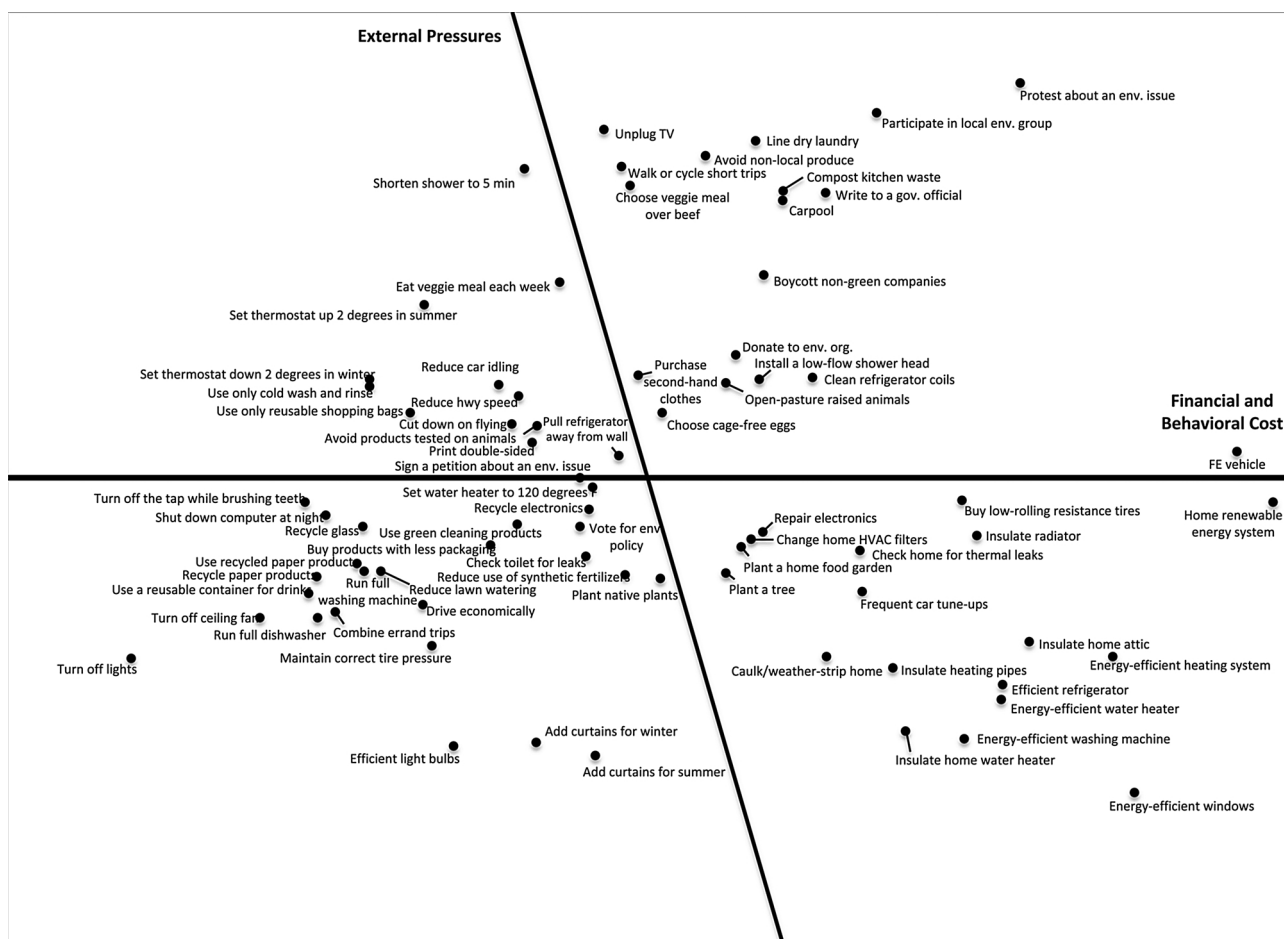 External Pressures
Protest about an env. issue
Participate in local env. group
Unplug TV
Line dry laundry
Avoid non-local produce
Walk or cycle short trips
Compost kitchen waste
Shorten shower to 5 min
Choose veggie meal
over beef
Write to a gov. official
Carpool
Boycott non-green companies
Eat veggie meal each week
Set thermostat up 2 degrees in summer
Donate to env. org.
Install a low-flow shower head
Purchase
second-hand
clothes
Clean refrigerator coils
Open-pasture raised animals
Reduce car idling
Set thermostat down 2 degrees in winter
Use only cold wash and rinse
Reduce hwy speed
Use only reusable shopping bags
Financial and
Behavioral Cost
Cut down on flying
Pull refrigerator
away from wall
Choose cage-free eggs
Avoid products tested on animals
Print double-sided
Sign a petition about an env. issue
FE vehicle
Set water heater to 120 degrees F
Turn off the tap while brushing teeth
Recycle electronics
Buy low-rolling resistance tires
Home renewable
energy system
Shut down computer at night
Recycle glass
Use green cleaning products
Vote for env
policy
Repair electronics
Change home HVAC filters
Insulate radiator
Buy products with less packaging
Check toilet for leaks
Check home for thermal leaks
Plant a home food garden
Use recycled paper products
Recycle paper products
Run full
washing machine
Reduce use of synthetic fertilizers
Reduce lawn watering
Plant native plants
Plant a tree
Use a reusable container for drinks
Frequent car tune-ups
Drive economically
Turn off ceiling fan
Run full dishwasher
Combine errand trips
Maintain correct tire pressure
Turn off lights
Insulate home attic
Energy-efficient heating system
Caulk/weather-strip home
Insulate heating pipes
Efficient refrigerator
Energy-efficient water heater
Add curtains for winter
Energy-efficient washing machine
Efficient light bulbs
Insulate home water heater
Add curtains for summer
Energy-efficient windows